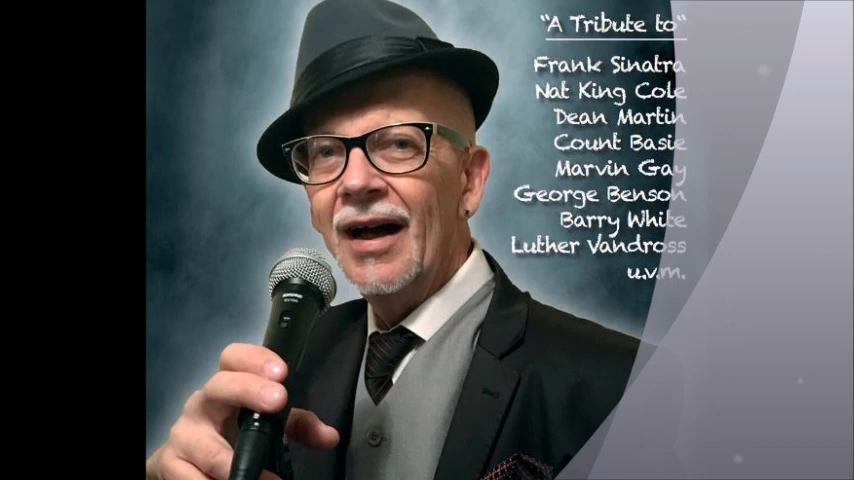 "A Tribute to"
Frank Sinatra
Nat King Cole
Dean Martin
Count Basie
Marvin Gay
George Benson
Barry White
Luther Vandross
u.v.m.